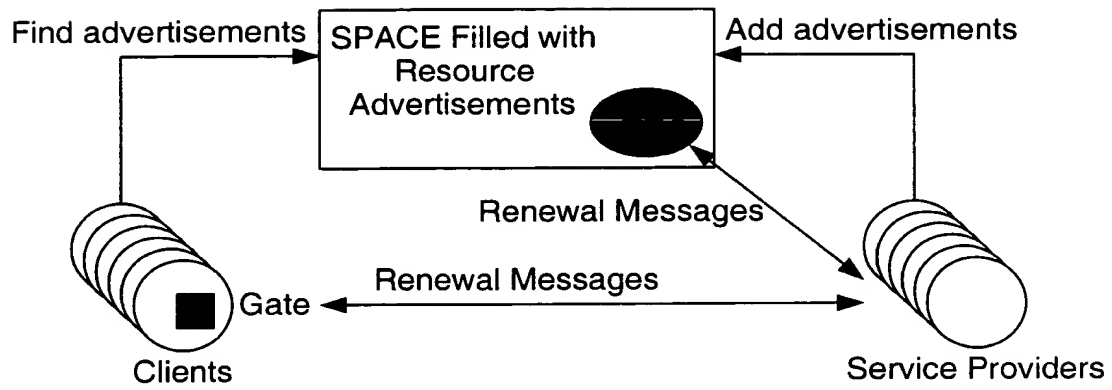 Find advertisements
SPACE Filled with
Resource
Advertisements
Add advertisements
Renewal Messages
Renewal Messages
Gate
Clients
Service Providers